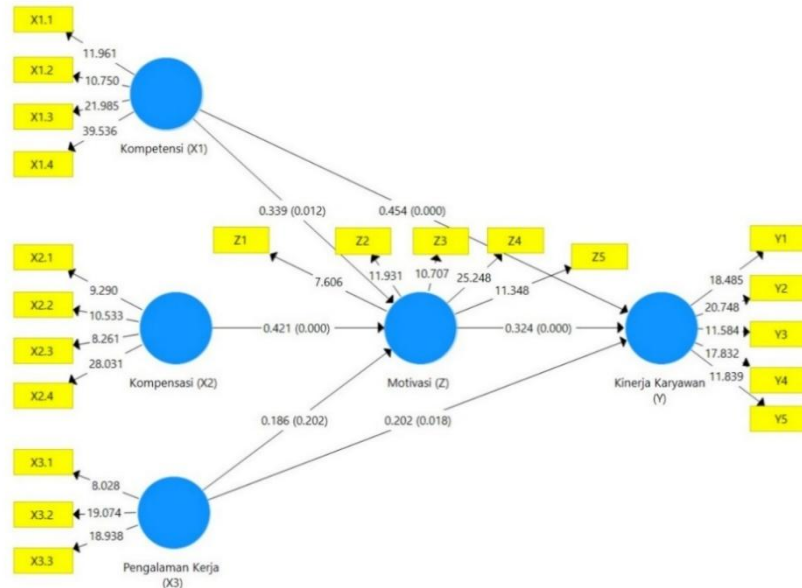 X1.1
11.961
X1.2
10.750
X1.3
21.985
39.536
X1.4
Kompetensi (X1)
0.339 (0.012)
0.454 (0.000)
Z1
Z2
Z3
Z4
Z5
7.606
11.931
10.707
25.248
11.348
X2.1
9.290
X2.2
10.533
X2.3
8.261
28.031
X2.4
Kompensasi (X2)
0.421 (0.000)
Motivasi (Z)
0.324 (0.000)
Y1
18.485
Y2
20.748
11.584
Y3
17.832
Y4
11.839
Y5
Kinerja Karyawan
(Y)
0.186 (0.202)
0.202 (0.018)
X3.1
8.028
X3.2
19.074
18.938
X3.3
Pengalaman Kerja
(X3)